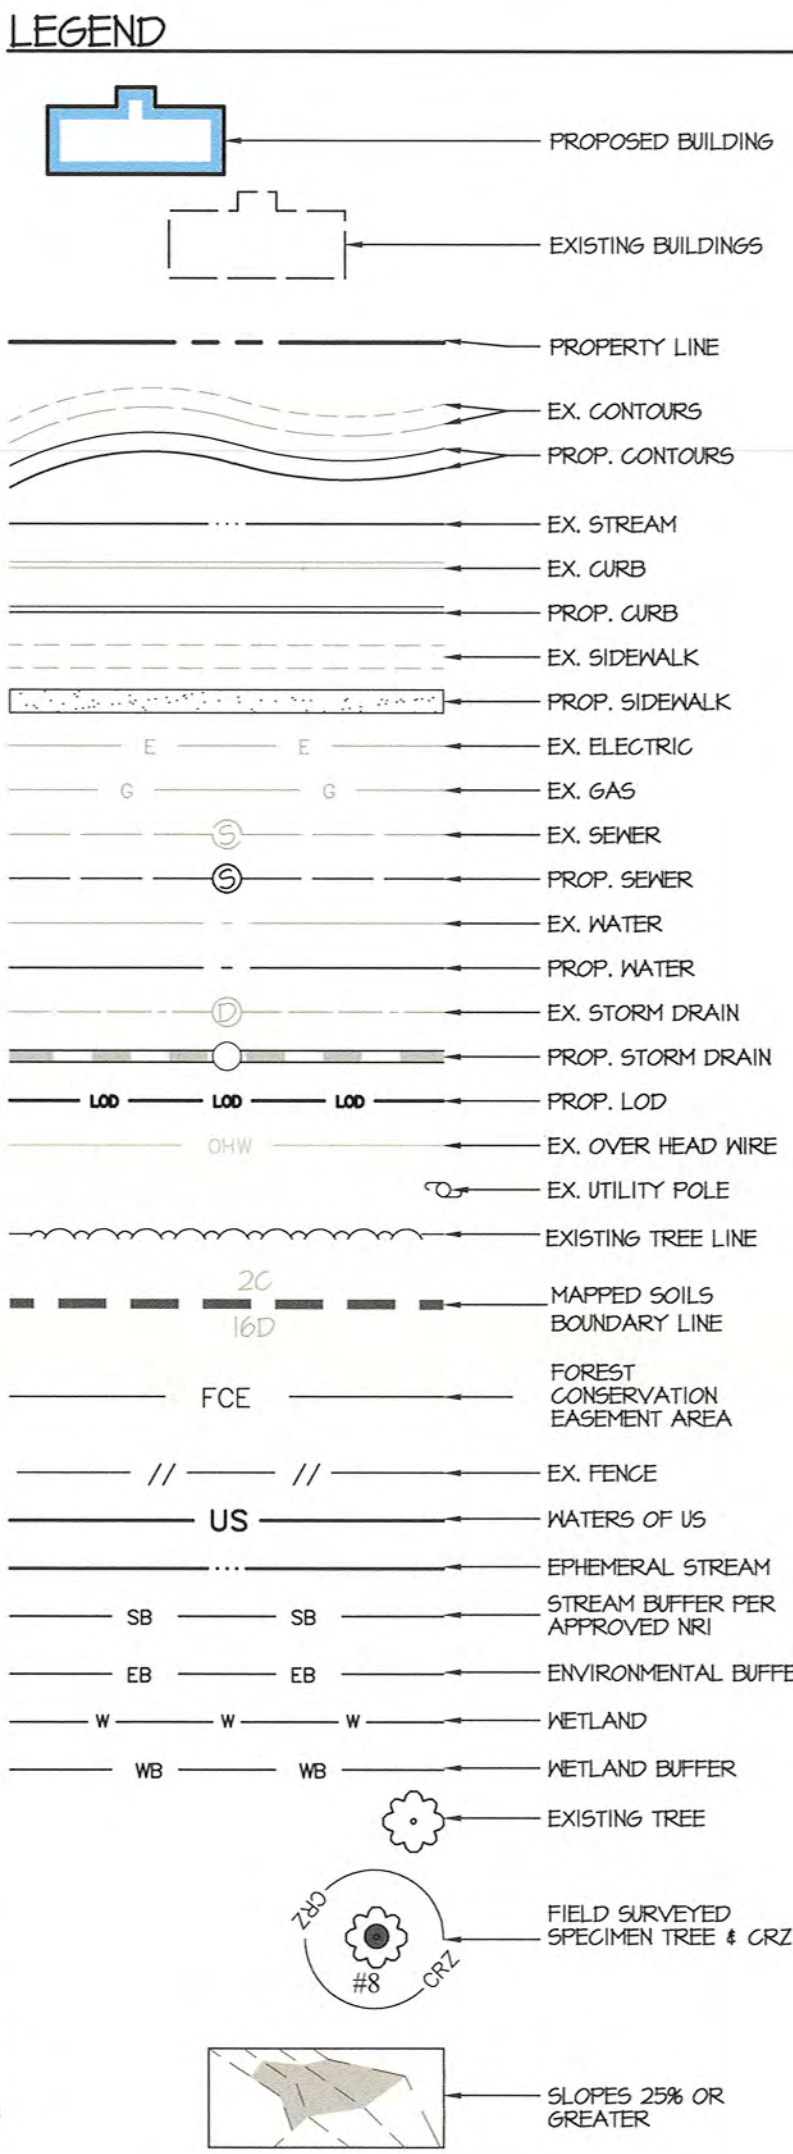 LEGEND
PROPOSED BUILDING
EXISTING BUILDINGS
PROPERTY LINE
EX. CONTOURS
PROP. CONTOURS
EX. STREAM
EX. CURB
PROP. CURB
EX. SIDEWALK
PROP. SIDEWALK
E E EX. ELECTRIC
G G EX. GAS
S EX. SEWER
S PROP. SEWER
EX. WATER
PROP. WATER
D EX. STORM DRAIN
PROP. STORM DRAIN
LOD LOD LOD PROP. LOD
OHW EX. OVER HEAD WIRE
EX. UTILITY POLE
EXISTING TREE LINE
2C
16D
MAPPED SOILS
BOUNDARY LINE
FCE
FOREST
CONSERVATION
EASEMENT AREA
// // EX. FENCE
US WATERS OF US
EPHEMERAL STREAM
SB SB
STREAM BUFFER PER
APPROVED NRI
EB EB ENVIRONMENTAL BUFFE
W W W WETLAND
WB WB WETLAND BUFFER
EXISTING TREE
CRZ
CRZ
#8
FIELD SURVEYED
SPECIMEN TREE & CRZ
SLOPES 25% OR
GREATER